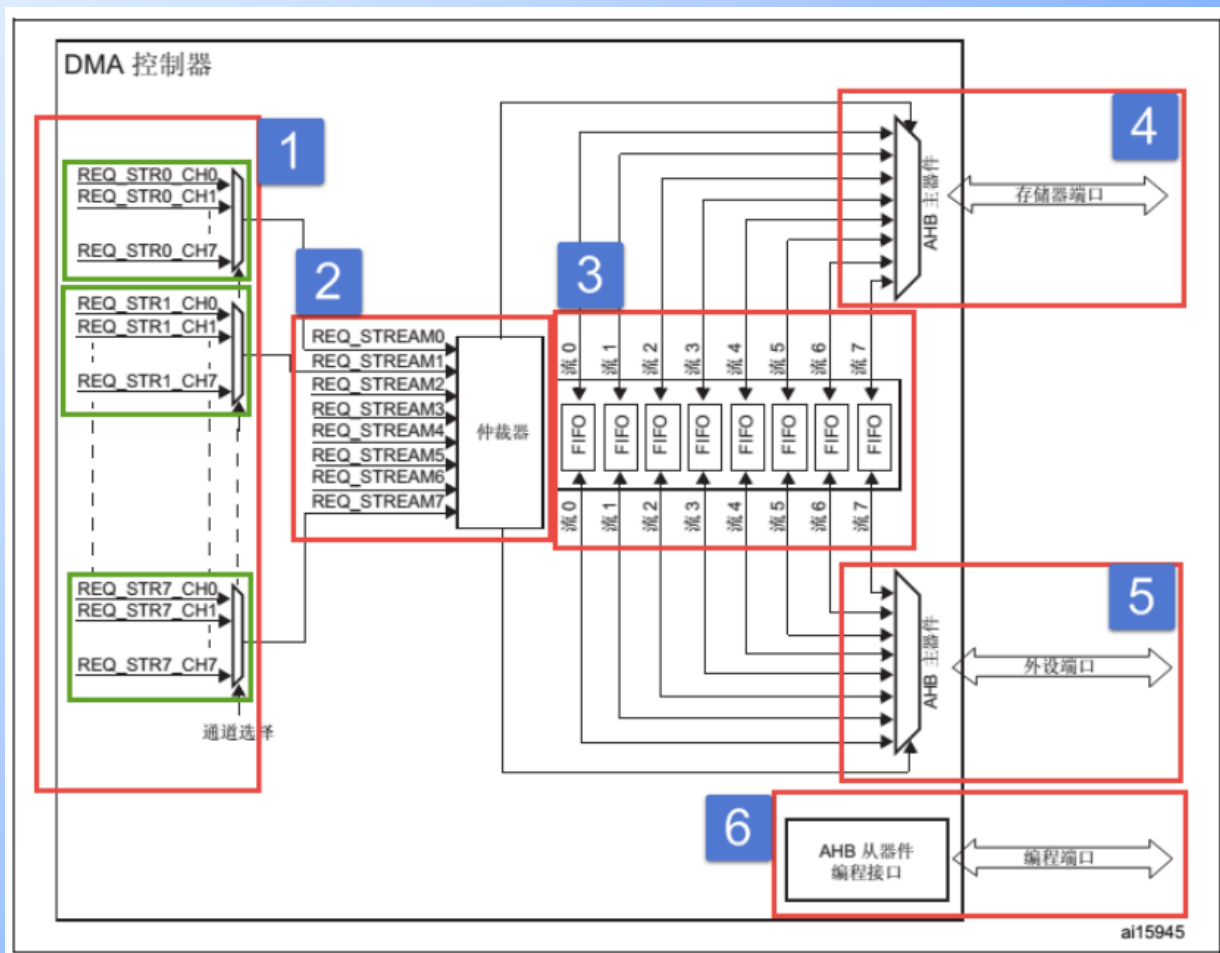 DMA 控制器
1
REQ_STR0_CH0
REQ_STR0_CH1
REQ_STR0_CH7
REQ_STR1_CH0
REQ_STR1_CH1
REQ_STR1_CH7
REQ_STR7_CH0
REQ_STR7_CH1
REQ_STR7_CH7
通道选择
2
REQ_STREAM0
REQ_STREAM1
REQ_STREAM2
REQ_STREAM3
REQ_STREAM4
REQ_STREAM5
REQ_STREAM6
REQ_STREAM7
仲裁器
3
流 0
流 1
流 2
流 3
流 4
流 5
流 6
流 7
FIFO
FIFO
FIFO
FIFO
FIFO
FIFO
FIFO
FIFO
流 0
流 1
流 2
流 3
流 4
流 5
流 6
流 7
4
AHB 主器件
存储器端口
5
AHB 主器件
外设端口
6
AHB 从器件
编程接口
编程端口
ai15945